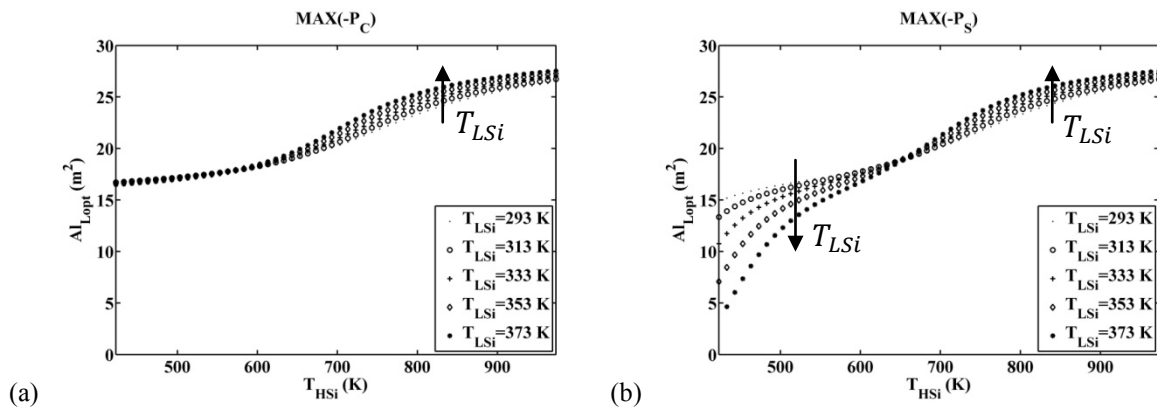 MAX(-P_C)
30
25
20
15
10
5
0
Al_Lopt (m²)
T_LSi
T_LSi=293 K
T_LSi=313 K
T_LSi=333 K
T_LSi=353 K
T_LSi=373 K
500 600 700 800 900
T_HSi (K)
(a)
MAX(-P_S)
30
25
20
15
10
5
0
Al_Lopt (m²)
T_LSi
T_LSi
T_LSi=293 K
T_LSi=313 K
T_LSi=333 K
T_LSi=353 K
T_LSi=373 K
500 600 700 800 900
T_HSi (K)
(b)